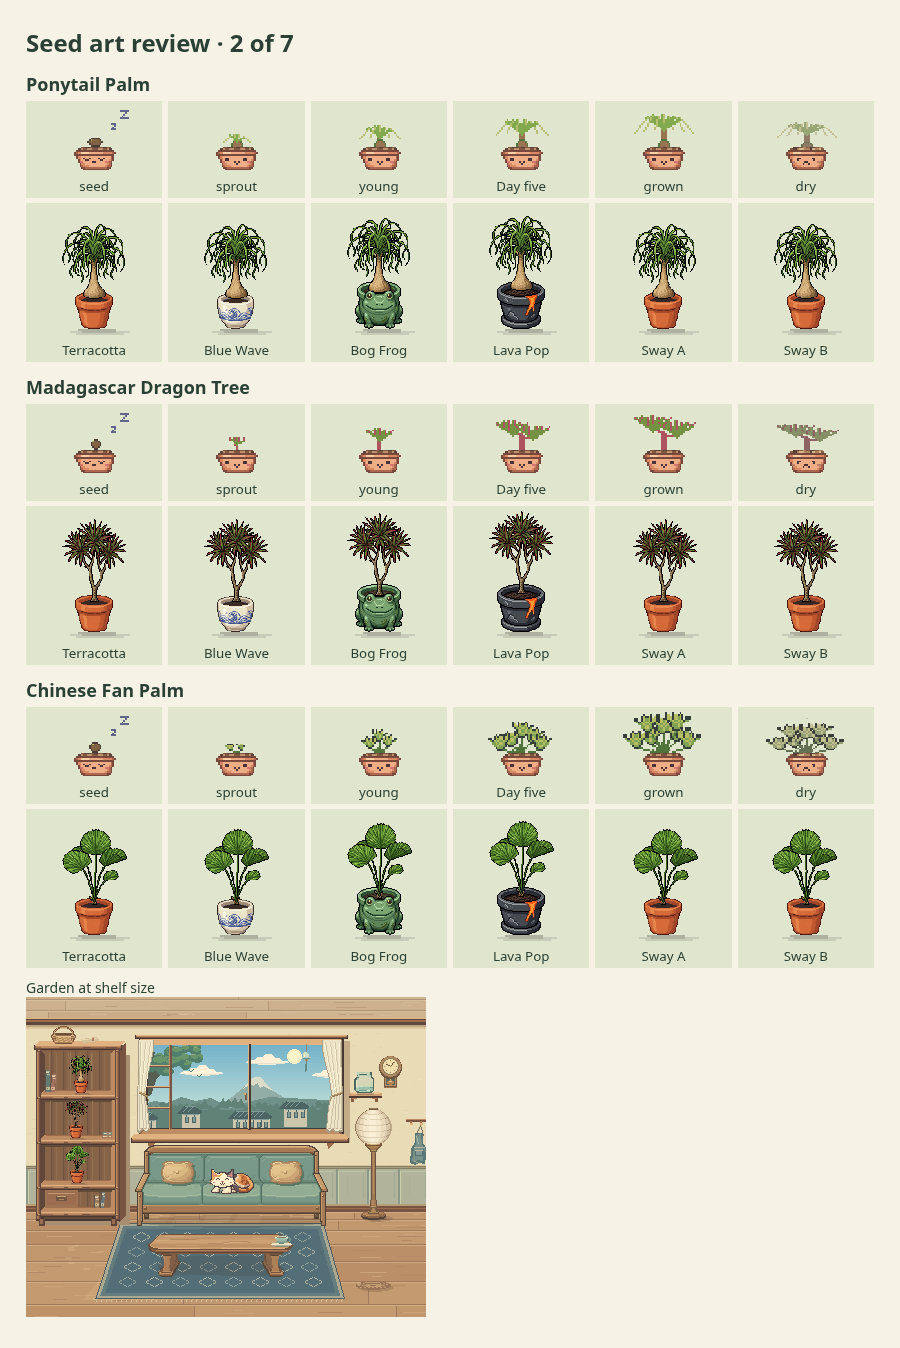 Seed art review · 2 of 7
Ponytail Palm
z z
seed sprout young Day five grown dry
Terracotta Blue Wave Bog Frog Lava Pop Sway A Sway B
Madagascar Dragon Tree
z z
seed sprout young Day five grown dry
Terracotta Blue Wave Bog Frog Lava Pop Sway A Sway B
Chinese Fan Palm
z z
seed sprout young Day five grown dry
Terracotta Blue Wave Bog Frog Lava Pop Sway A Sway B
Garden at shelf size